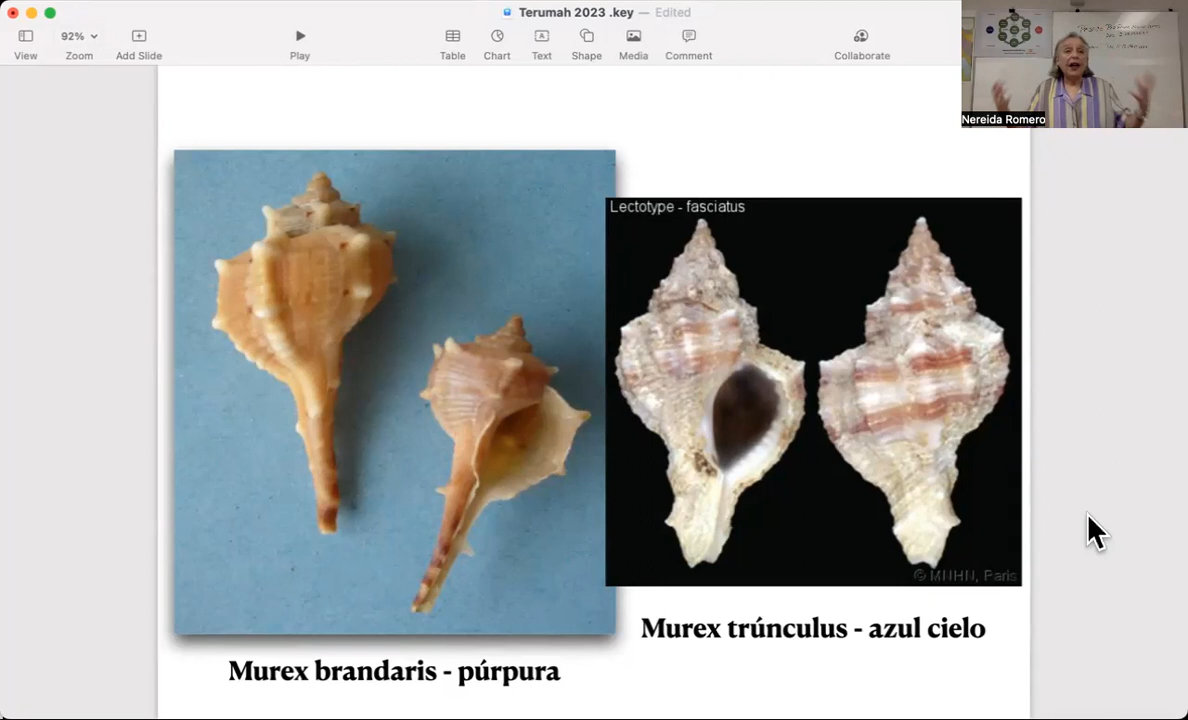 Terumah 2023 .key — Edited
92%
View
Zoom
Add Slide
Play
Table
Chart
Text
Shape
Media
Comment
Collaborate
Nereida Romero
Lectotype - fasciatus
© MNHN, Paris
Murex trúnculus - azul cielo
Murex brandaris - púrpura